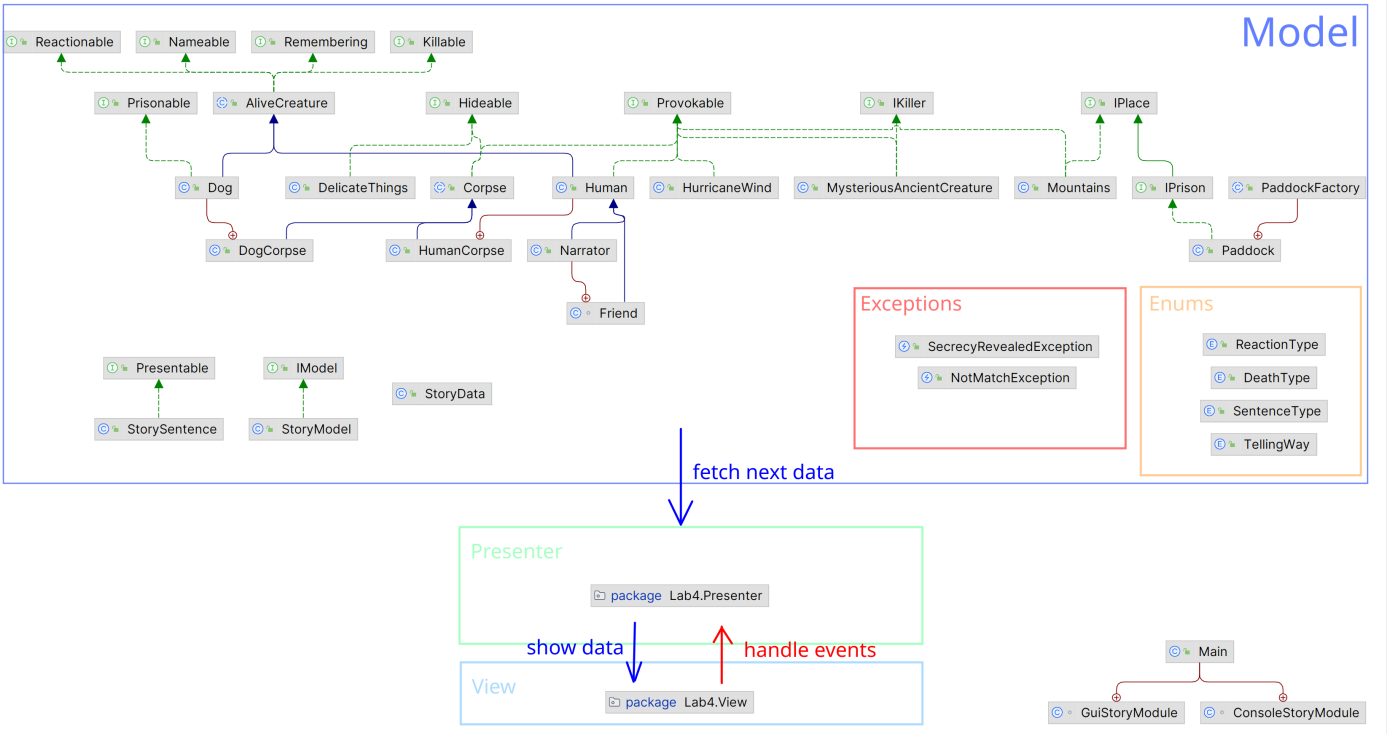 Model
Reactionable
Nameable
Remembering
Killable
Prisonable
AliveCreature
Hideable
Provokable
IKiller
IPlace
Dog
DelicateThings
Corpse
Human
HurricaneWind
MysteriousAncientCreature
Mountains
IPrison
PaddockFactory
DogCorpse
HumanCorpse
Narrator
Paddock
Friend
Exceptions
SecrecyRevealedException
NotMatchException
Enums
ReactionType
DeathType
SentenceType
TellingWay
Presentable
IModel
StoryData
StorySentence
StoryModel
fetch next data
Presenter
package Lab4.Presenter
show data
handle events
View
package Lab4.View
Main
GuiStoryModule
ConsoleStoryModule